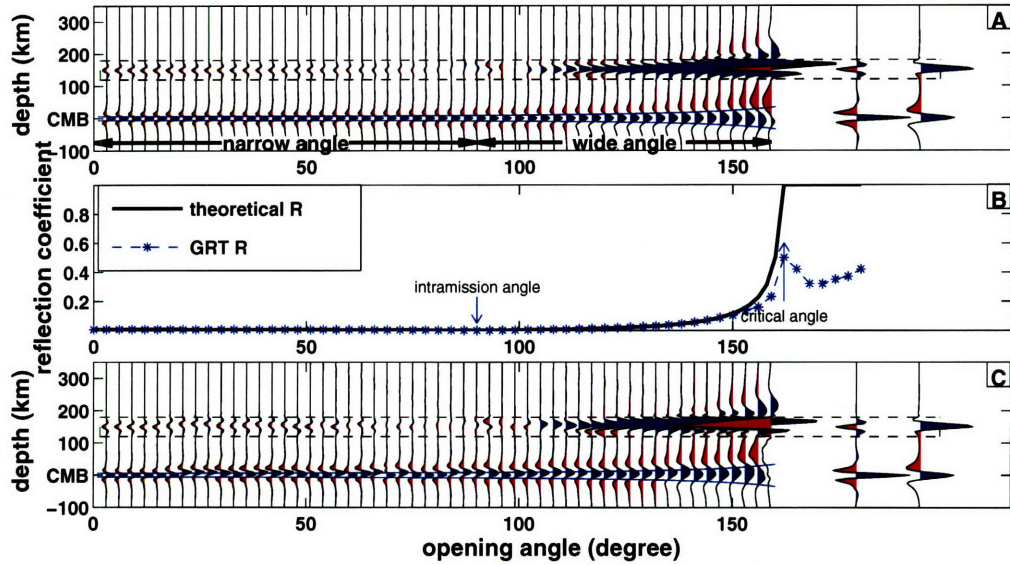 A
depth (km)
300
200
100
CMB
100
narrow angle
wide angle
0
50
100
150
B
reflection coefficient
0.8
0.6
0.4
0.2
theoretical R
GRT R
intramission angle
critical angle
0
50
100
150
C
depth (km)
300
200
100
CMB
−100
0
50
100
150
opening angle (degree)